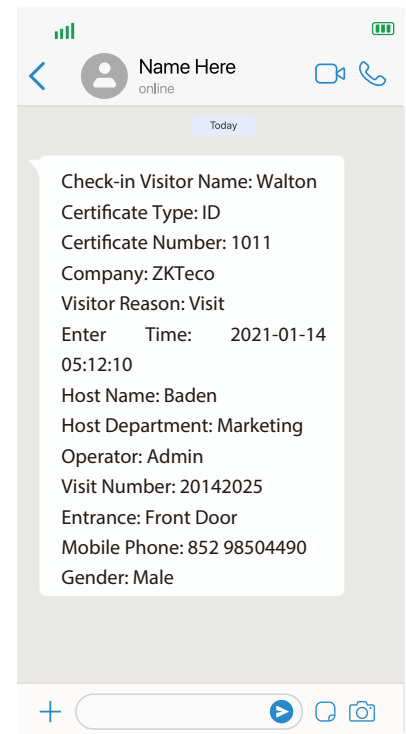 Name Here
online
Today
Check-in Visitor Name: Walton
Certificate Type: ID
Certificate Number: 1011
Company: ZKTeco
Visitor Reason: Visit
Enter Time: 2021-01-14
05:12:10
Host Name: Baden
Host Department: Marketing
Operator: Admin
Visit Number: 20142025
Entrance: Front Door
Mobile Phone: 852 98504490
Gender: Male